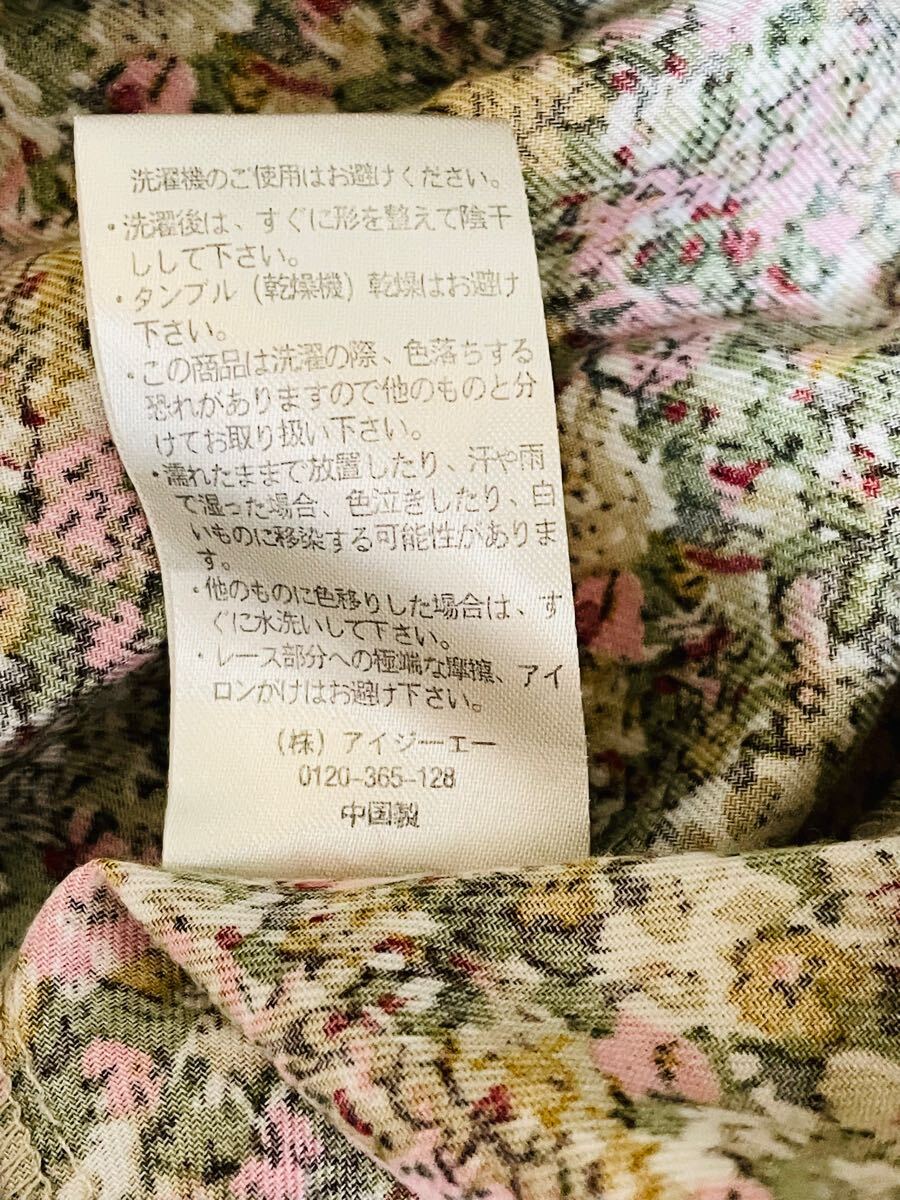 洗濯機のご使用はお避けください。
・洗濯後は、すぐに形を整えて陰干
しして下さい。
・タンブル（乾燥機）乾燥はお避け
下さい。
・この商品は洗濯の際、色落ちする
恐れがありますので他のものと分
けてお取り扱い下さい。
・濡れたままで放置したり、汗や雨
で湿った場合、色泣きしたり、白
いものに移染する可能性がありま
す。
・他のものに色移りした場合は、す
ぐに水洗いして下さい。
・レース部分への極端な摩擦、アイ
ロンがけはお避け下さい。
（株）アイジーエー
0120-365-128
中国製